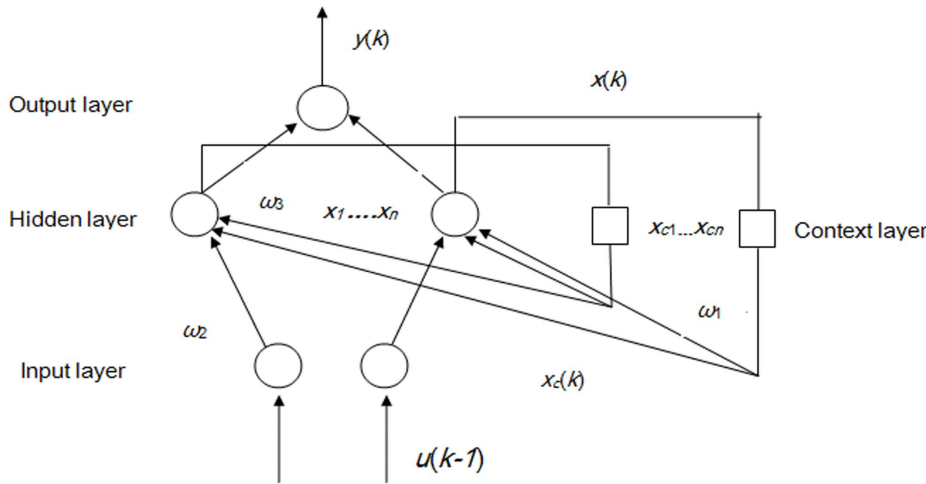 y(k)
x(k)
Output layer
Hidden layer
ω3
x1....xn
xc1...xcn
Context layer
ω2
ω1
Input layer
xc(k)
u(k-1)